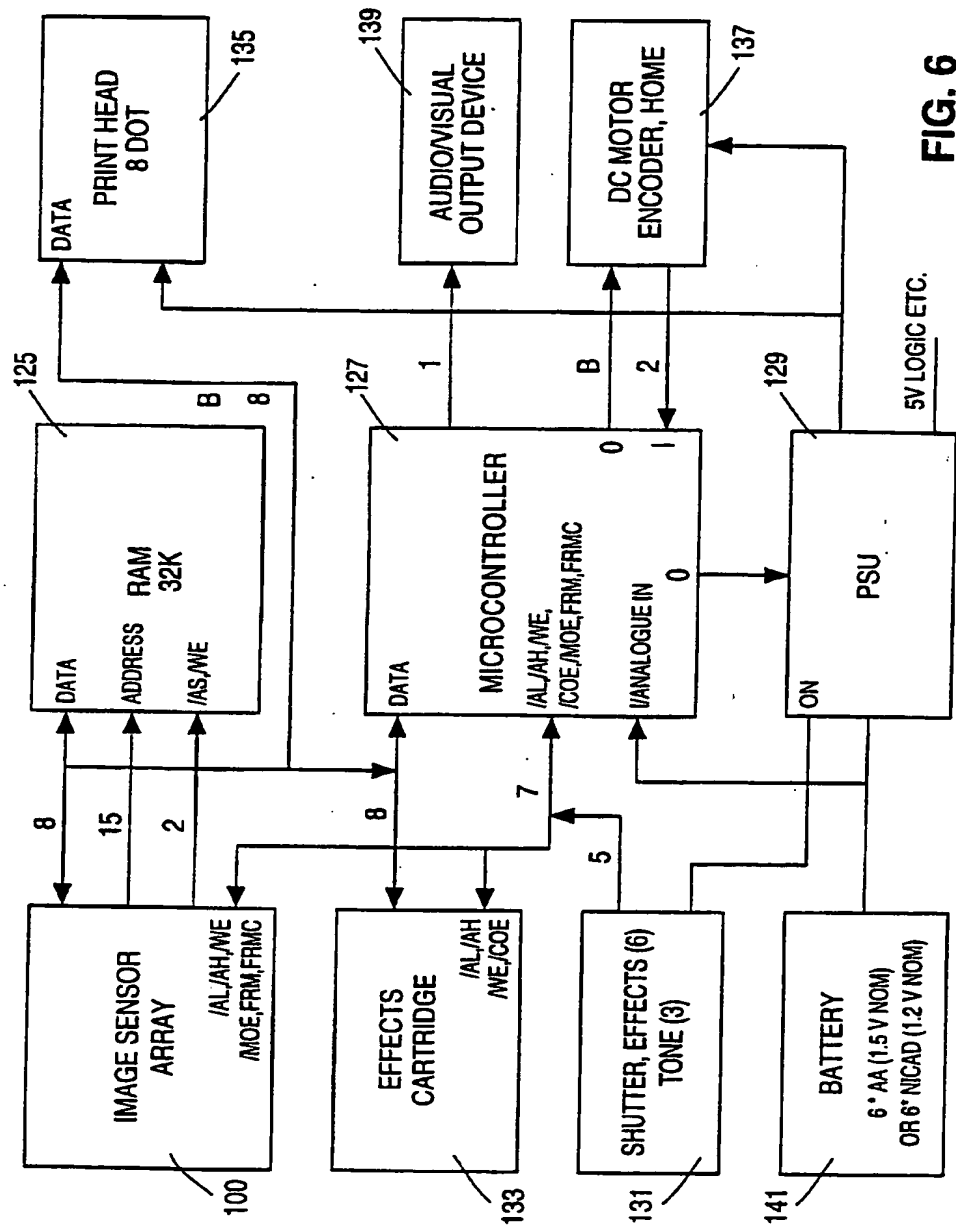 IMAGE SENSOR
ARRAY
/AL,/AH,/WE
/MOE,FRM,FRMC
100
8
15
2
DATA
ADDRESS
/AS,/WE
RAM
32K
125
B
8
DATA
PRINT HEAD
8 DOT
135
EFFECTS
CARTRIDGE
/AL,/AH
/WE,/COE
133
8
7
DATA
MICROCONTROLLER
/AL,/AH,/WE,
/COE,/MOE,FRM,FRMC
I/ANALOGUE IN
O
I
O
127
1
AUDIO/VISUAL
OUTPUT DEVICE
139
B
2
DC MOTOR
ENCODER, HOME
137
SHUTTER, EFFECTS (6)
TONE (3)
131
5
BATTERY
6 * AA (1.5 V NOM)
OR 6* NICAD (1.2 V NOM)
141
ON
PSU
129
5V LOGIC ETC.
FIG. 6